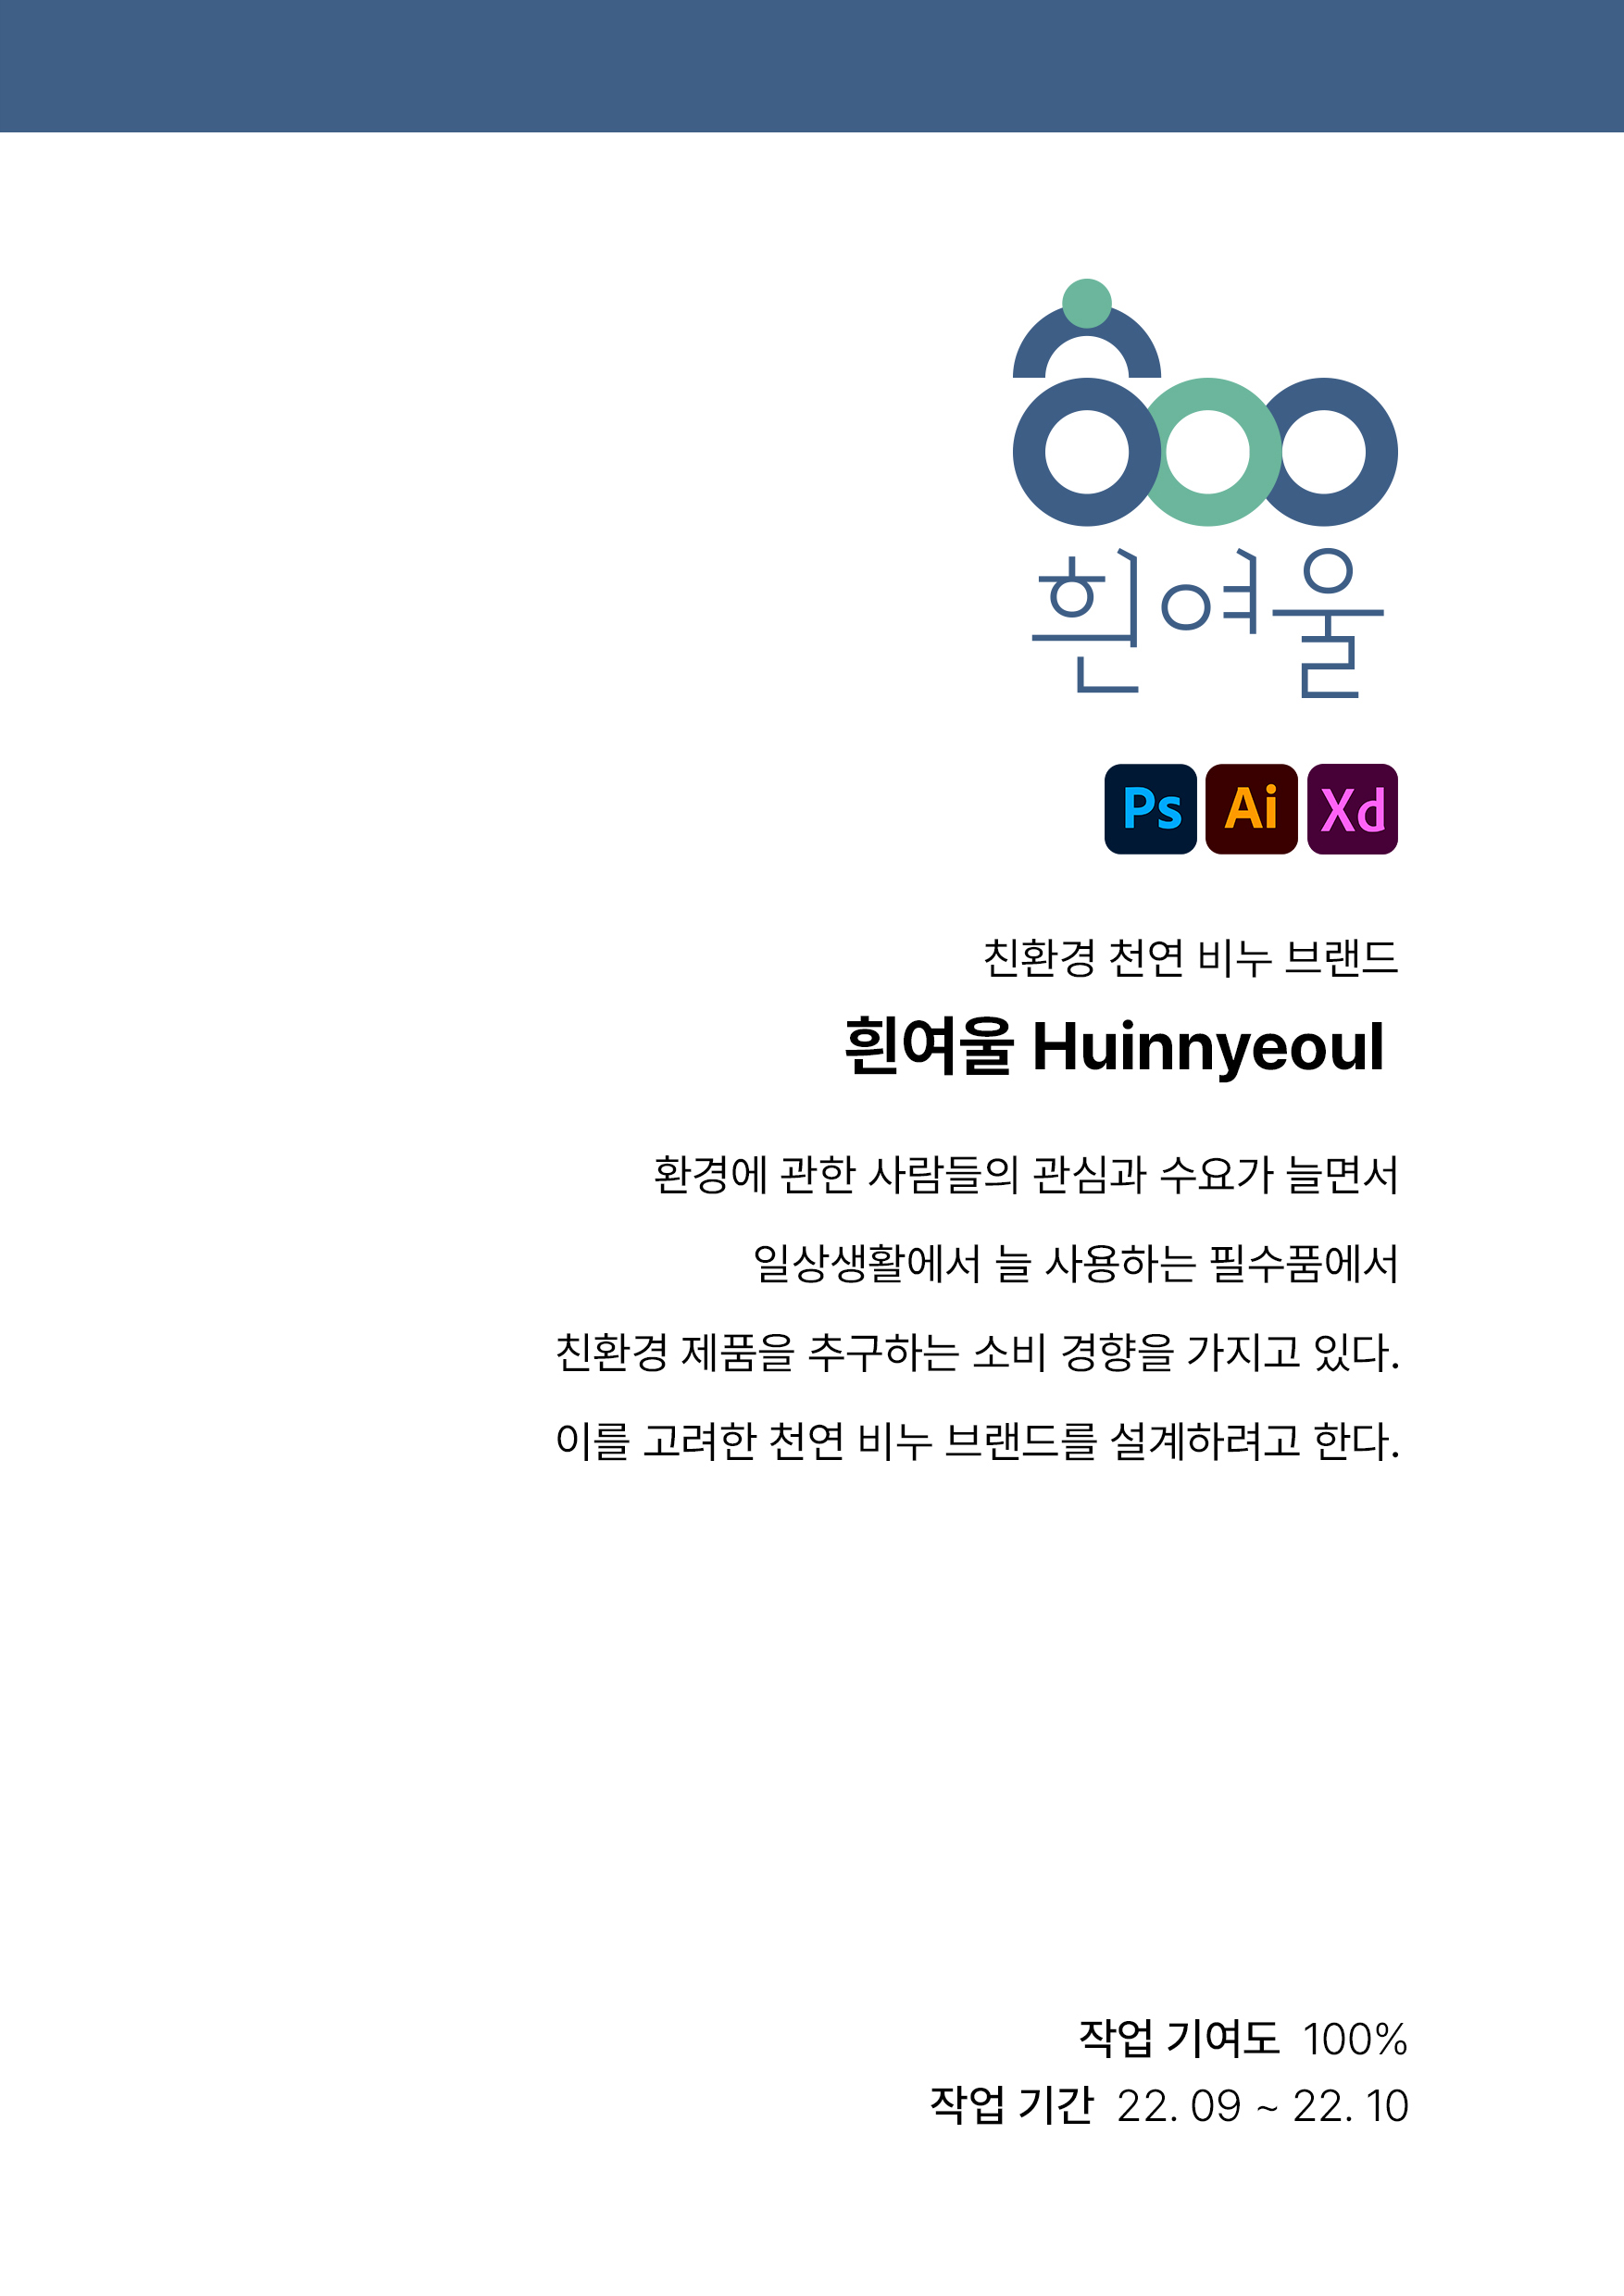 흰여울
Ps Ai Xd
친환경 천연 비누 브랜드
흰여울 Huinnyeoul
환경에 관한 사람들의 관심과 수요가 늘면서
일상생활에서 늘 사용하는 필수품에서
친환경 제품을 추구하는 소비 경향을 가지고 있다.
이를 고려한 천연 비누 브랜드를 설계하려고 한다.
작업 기여도 100%
작업 기간 22. 09 ~ 22. 10